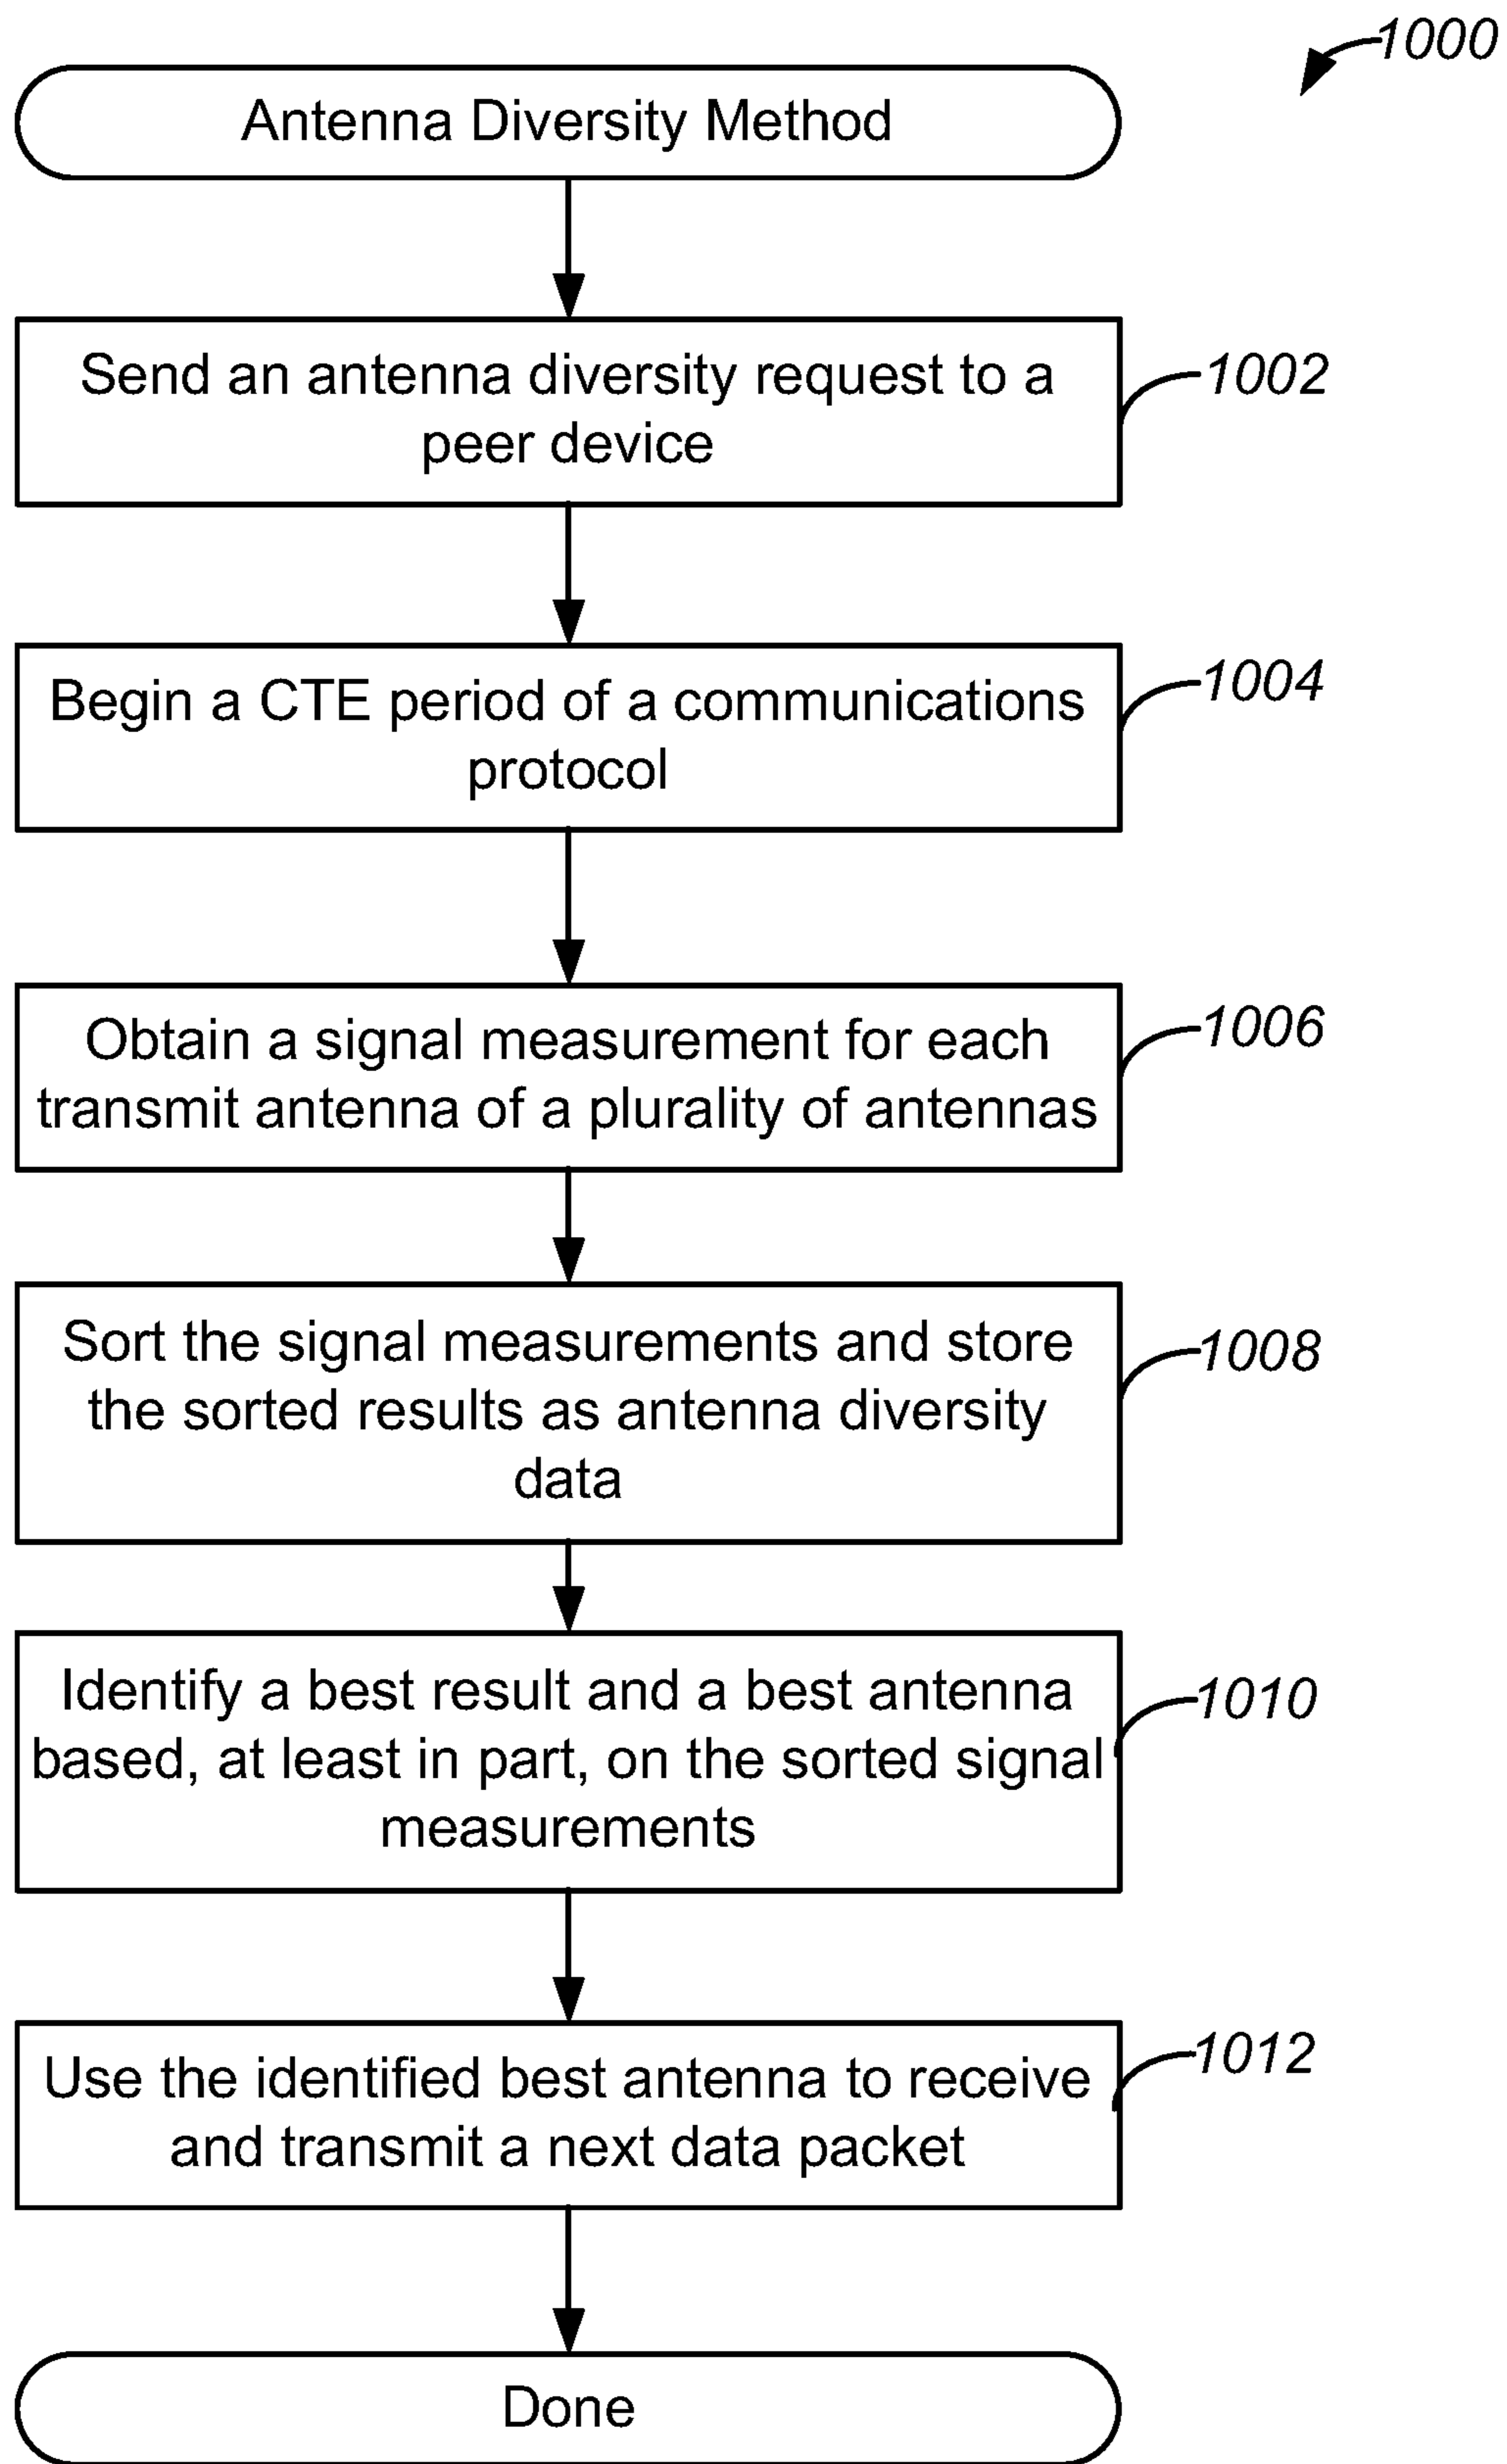 1000
Antenna Diversity Method
Send an antenna diversity request to a
peer device
1002
Begin a CTE period of a communications
protocol
1004
Obtain a signal measurement for each
transmit antenna of a plurality of antennas
1006
Sort the signal measurements and store
the sorted results as antenna diversity
data
1008
Identify a best result and a best antenna
based, at least in part, on the sorted signal
measurements
1010
Use the identified best antenna to receive
and transmit a next data packet
1012
Done